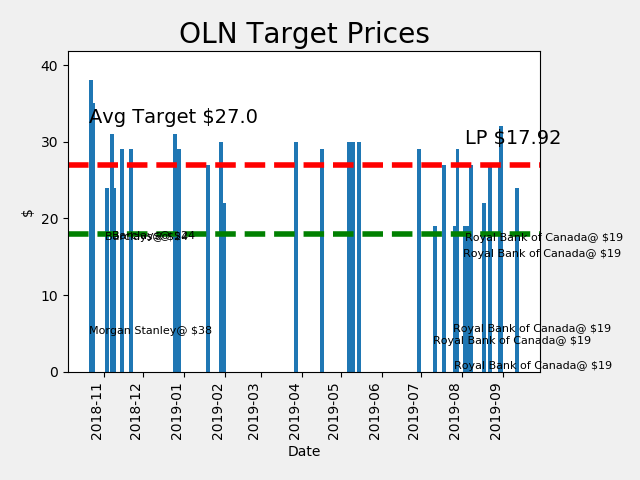 OLN Target Prices
40
30
20
10
0
$
Avg Target $27.0
LP $17.92
Barclays@ $24
Royal Bank of Canada@ $19
Royal Bank of Canada@ $19
Morgan Stanley@ $38
Royal Bank of Canada@ $19
Royal Bank of Canada@ $19
Royal Bank of Canada@ $19
2018-11
2018-12
2019-01
2019-02
2019-03
2019-04
2019-05
2019-06
2019-07
2019-08
2019-09
Date